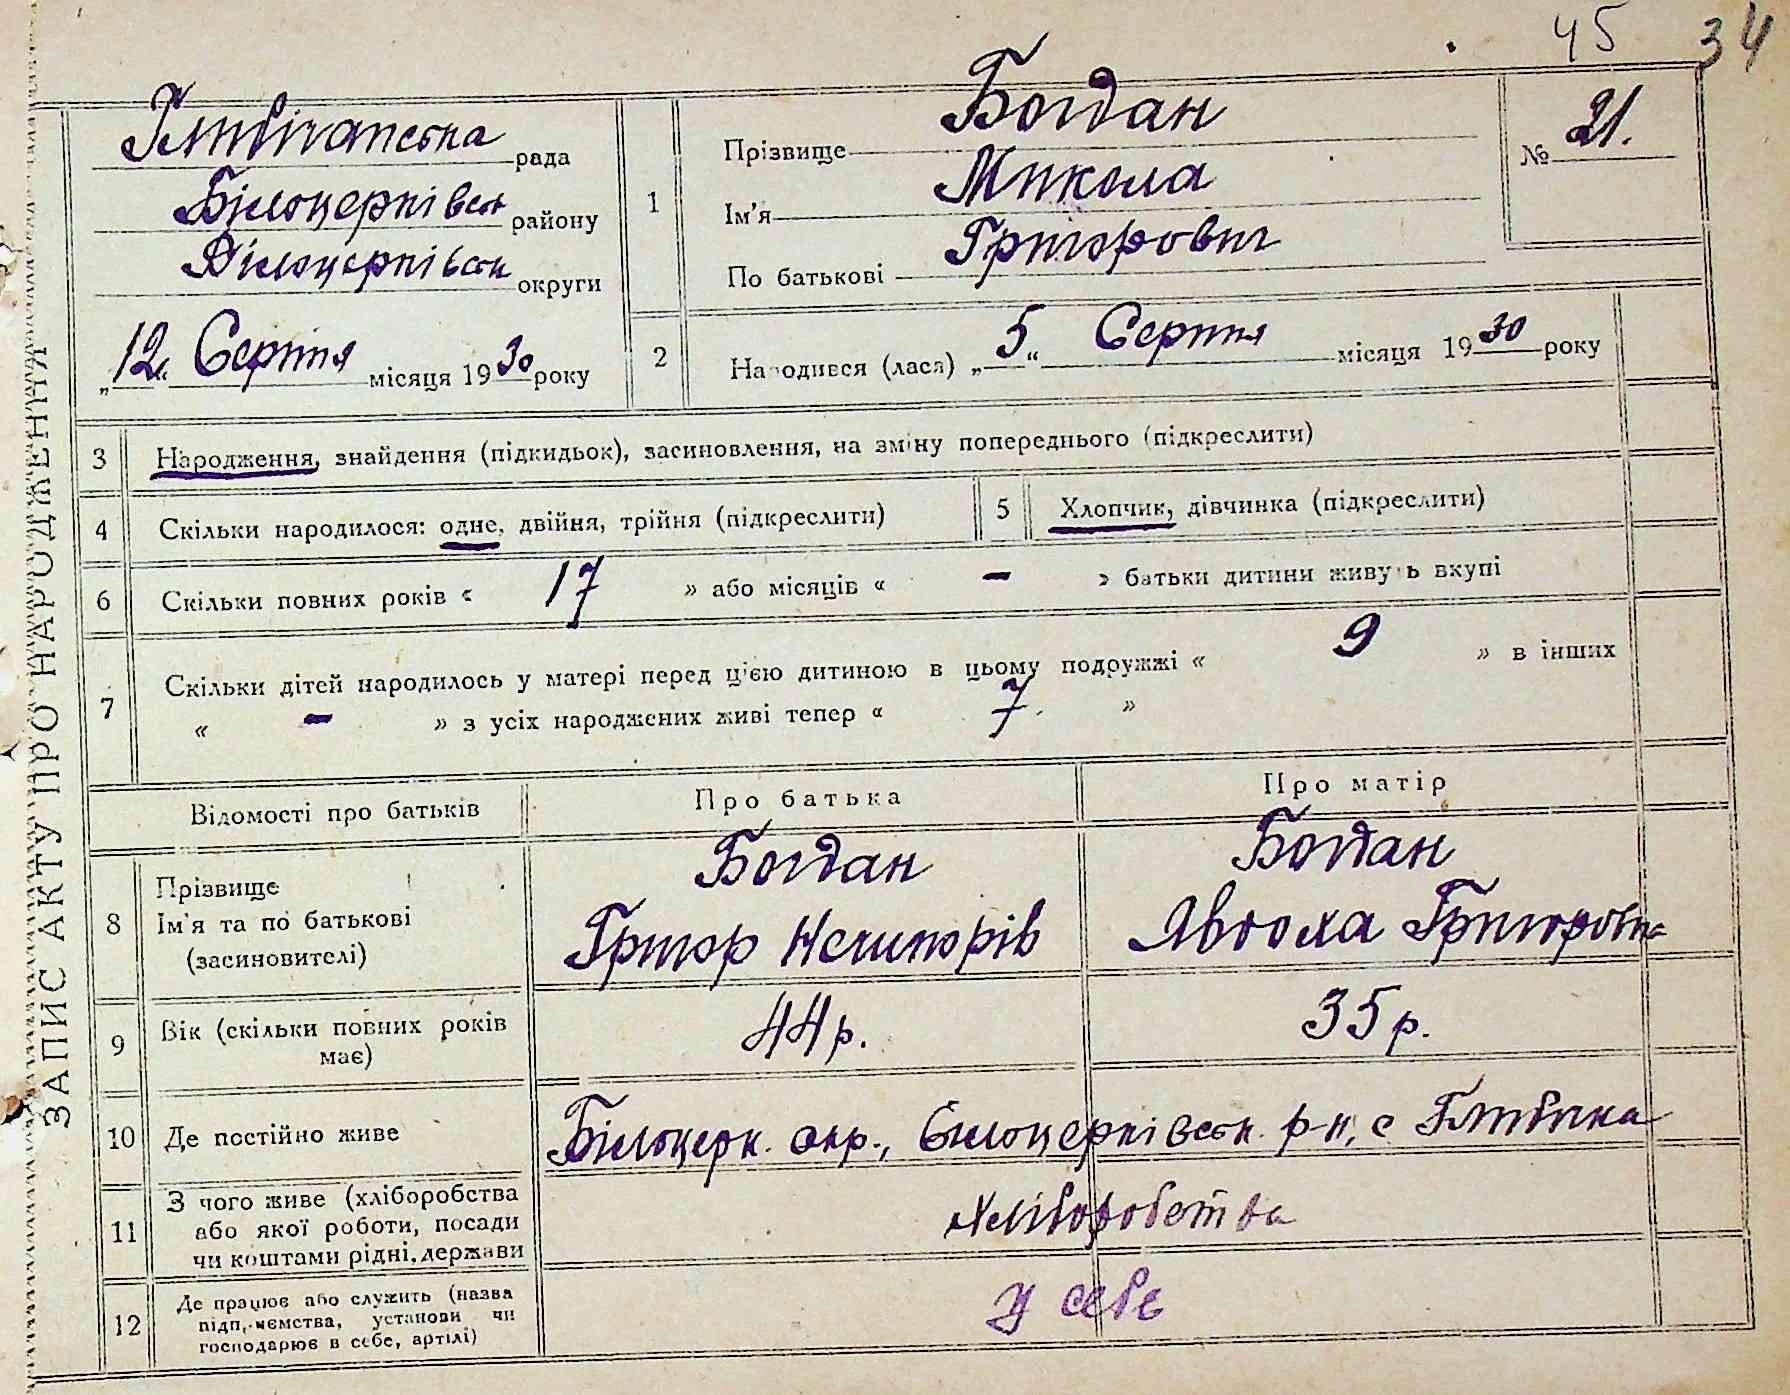 45 34
ЗАПИС АКТУ ПРО НАРОДЖЕННЯ
Глибічанська рада
Білоцерківськ району
Білоцерківськ округи
„12“ Серпня місяця 1930 року
1
Прізвище Богдан
Ім'я Микола
По батькові Григорович
№ 21.
2 Народився (лася) „5“ Серпня місяця 1930 року
3 Народження, знайдення (підкидьок), засиновлення, на зміну попереднього (підкреслити)
4 Скільки народилося: одне, двійня, трійня (підкреслити) 5 Хлопчик, дівчинка (підкреслити)
6 Скільки повних років « 17 » або місяців « – » батьки дитини живуть вкупі
7 Скільки дітей народилось у матері перед цією дитиною в цьому подружжі « 9 » в інших
« – » з усіх народжених живі тепер « 7 »
Відомості про батьків Про батька Про матір
8 Прізвище Богдан Богдан
Ім'я та по батькові Григор Нечипорів Явдоха Григоровна
(засиновителі)
9 Вік (скільки повних років має) 44 р. 35 р.
10 Де постійно живе Білоцерк. окр., Білоцерківськ. р-н, с Глибичка
11 З чого живе (хліборобства
або якої роботи, посади
чи коштами рідні, держави
хліборобства
12 Де працює або служить (назва
підприємства, установи чи
господарює в себе, артілі)
у себе